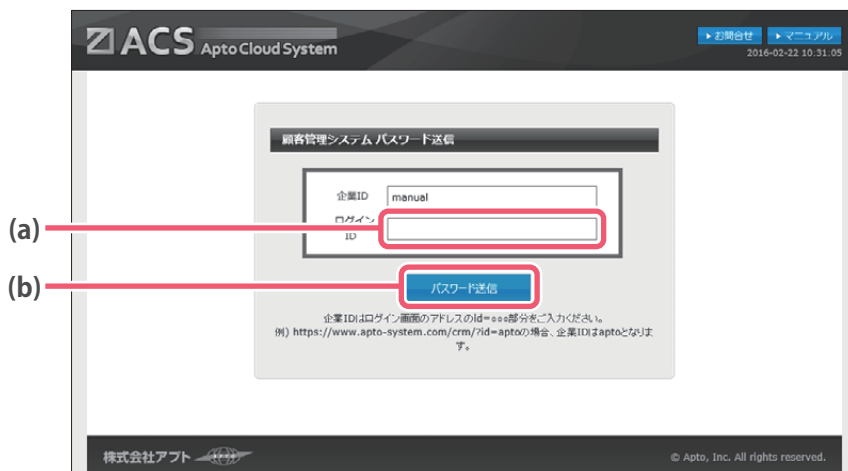 ACS Apto Cloud System
お問合せ マニュアル
2016-02-22 10:31:05
顧客管理システム パスワード送信
企業ID manual
(a)
ログイン
ID
(b)
パスワード送信
企業IDはログイン画面のアドレスのid=○○○部分をご入力ください。
例) https://www.apto-system.com/crm/?id=aptoの場合、企業IDはaptoとなりま
す。
株式会社アプト
© Apto, Inc. All rights reserved.